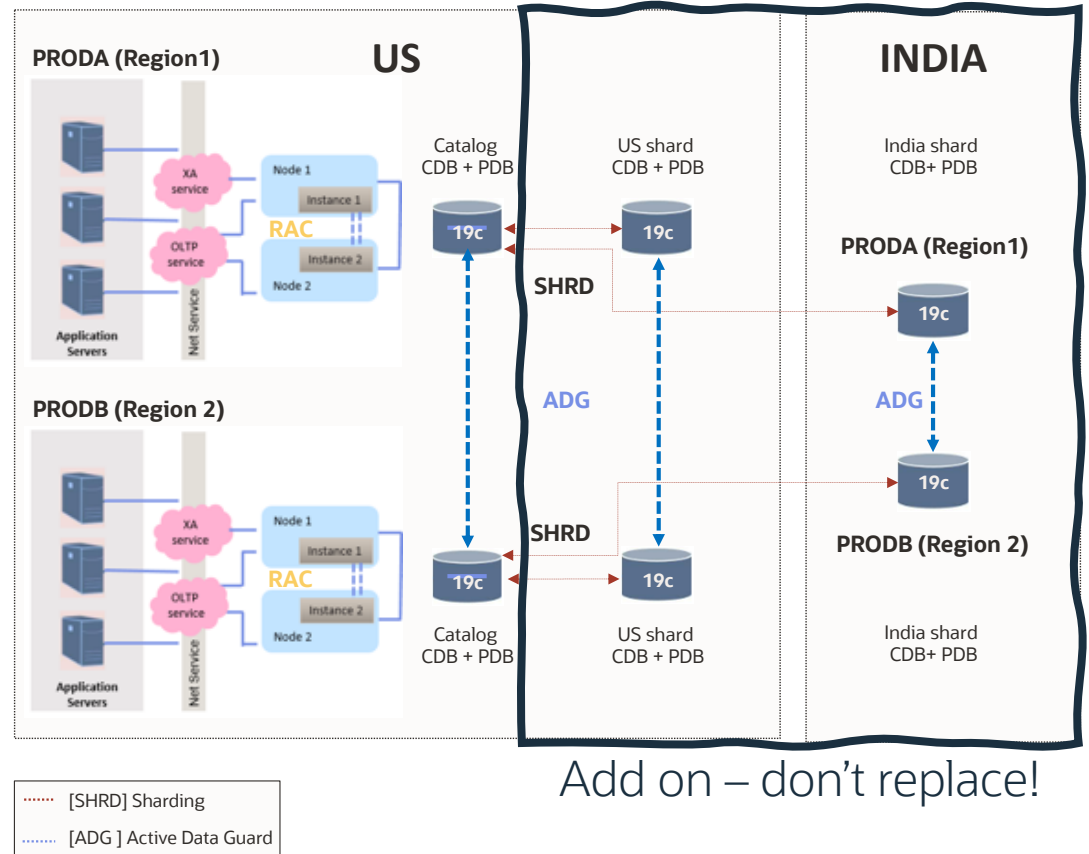 US
INDIA
PRODA (Region1)
Application
Servers
Net Service
XA
service
OLTP
service
Node 1
Instance 1
RAC
Instance 2
Node 2
Catalog
CDB + PDB
19c
US shard
CDB + PDB
19c
India shard
CDB+ PDB
PRODA (Region1)
19c
SHRD
ADG
ADG
PRODB (Region 2)
Application
Servers
Net Service
XA
service
OLTP
service
Node 1
Instance 1
RAC
Instance 2
Node 2
SHRD
19c
Catalog
CDB + PDB
19c
US shard
CDB + PDB
19c
PRODB (Region 2)
India shard
CDB+ PDB
Add on – don’t replace!
[SHRD] Sharding
[ADG ] Active Data Guard